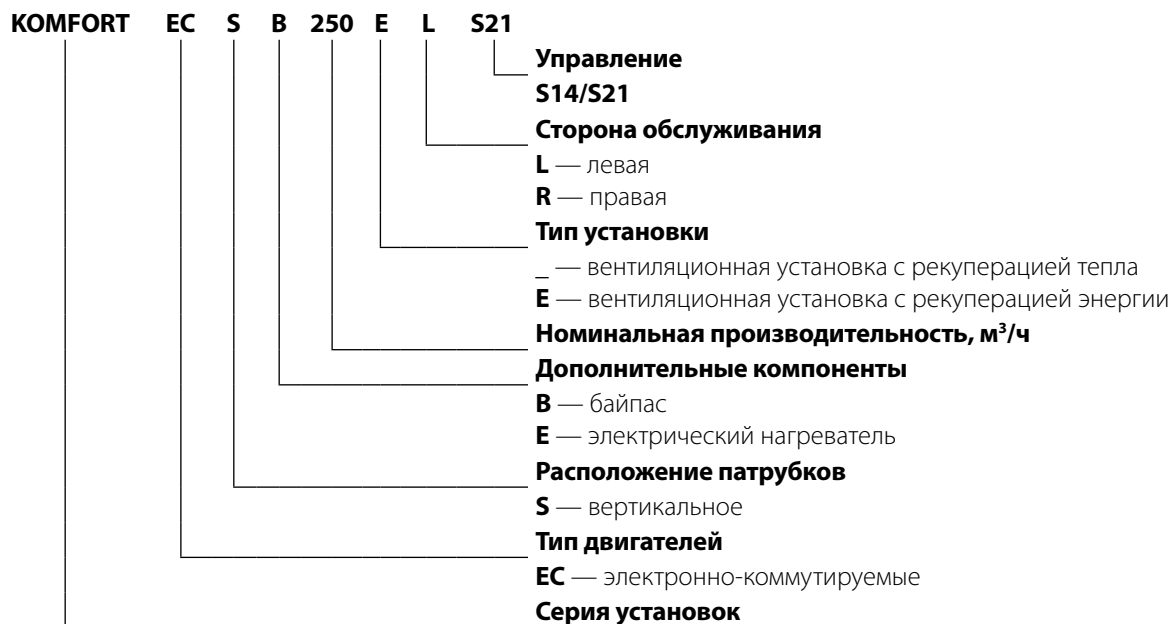 KOMFORT EC S B 250 E L S21
Управление
S14/S21
Сторона обслуживания
L — левая
R — правая
Тип установки
_ — вентиляционная установка с рекуперацией тепла
E — вентиляционная установка с рекуперацией энергии
Номинальная производительность, м³/ч
Дополнительные компоненты
B — байпас
E — электрический нагреватель
Расположение патрубков
S — вертикальное
Тип двигателей
EC — электронно-коммутируемые
Серия установок